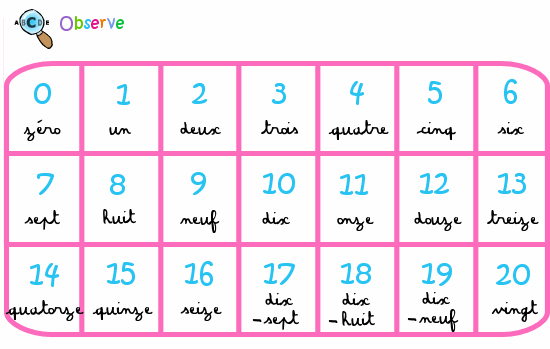 ABCDE Observe
0 1 2 3 4 5 6
zéro un deux trois quatre cinq six
7 8 9 10 11 12 13
sept huit neuf dix onze douze treize
14 15 16 17 18 19 20
quatorze quinze seize dix dix dix vingt
-sept -huit -neuf